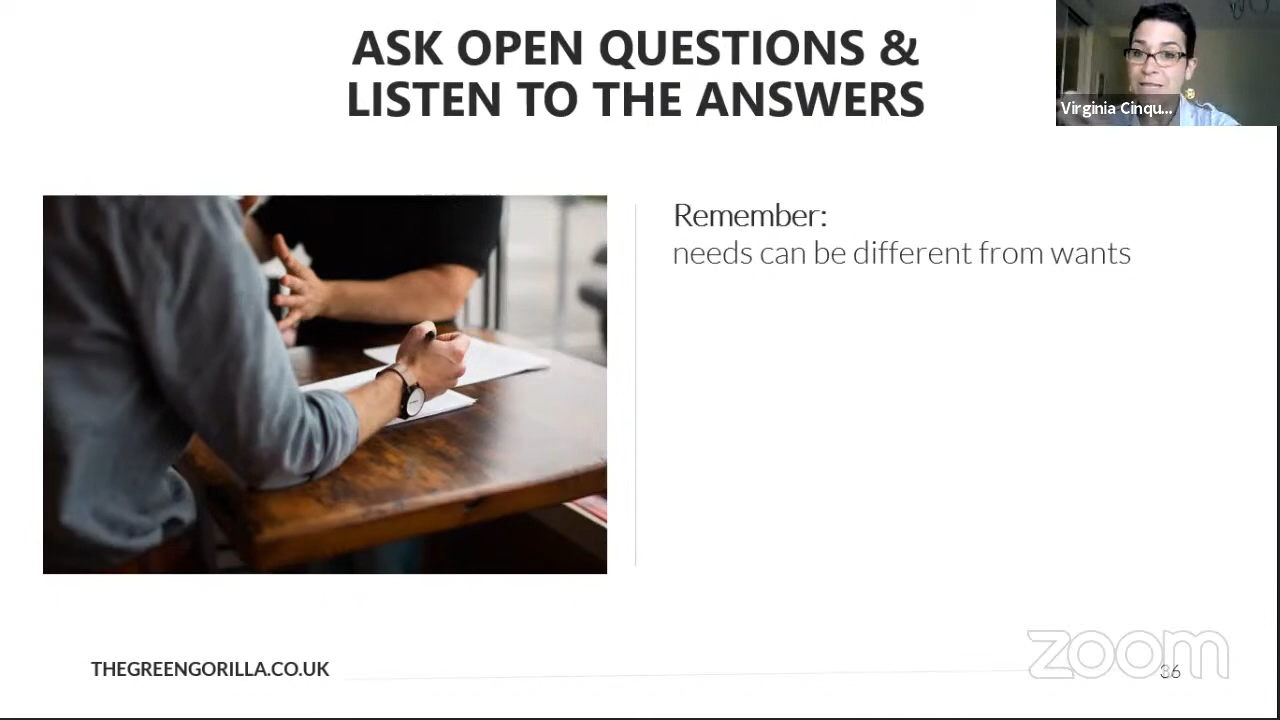 ASK OPEN QUESTIONS &
LISTEN TO THE ANSWERS
Virginia Cinqu...
Remember:
needs can be different from wants
THEGREENGORILLA.CO.UK
zoom
36